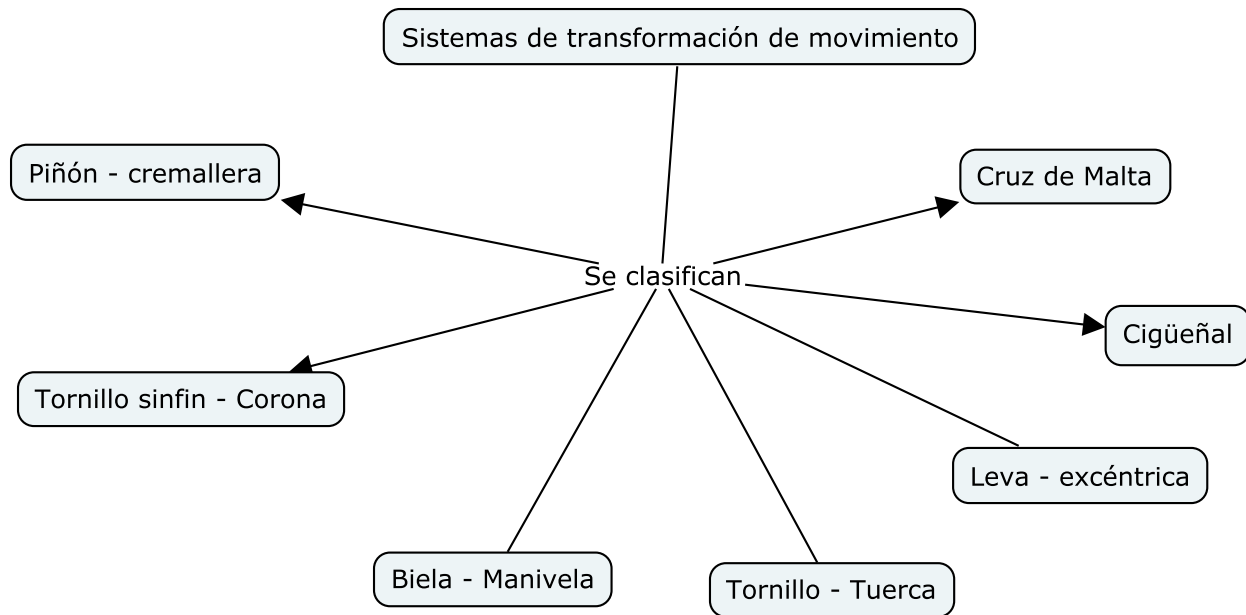 Sistemas de transformación de movimiento
Piñón - cremallera
Cruz de Malta
Se clasifican
Cigüeñal
Tornillo sinfin - Corona
Leva - excéntrica
Biela - Manivela
Tornillo - Tuerca